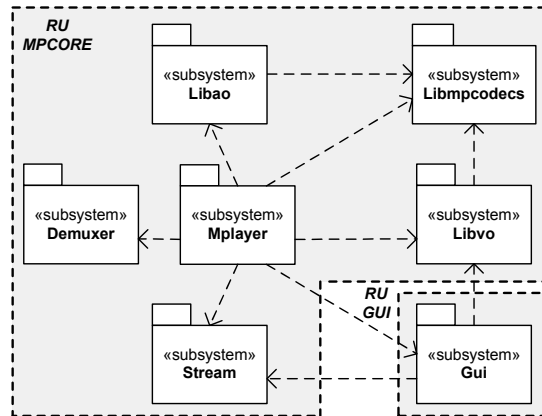 RU
MPCORE
«subsystem»
Libao
«subsystem»
Libmpcodecs
«subsystem»
Demuxer
«subsystem»
Mplayer
«subsystem»
Libvo
RU
GUI
«subsystem»
Stream
«subsystem»
Gui